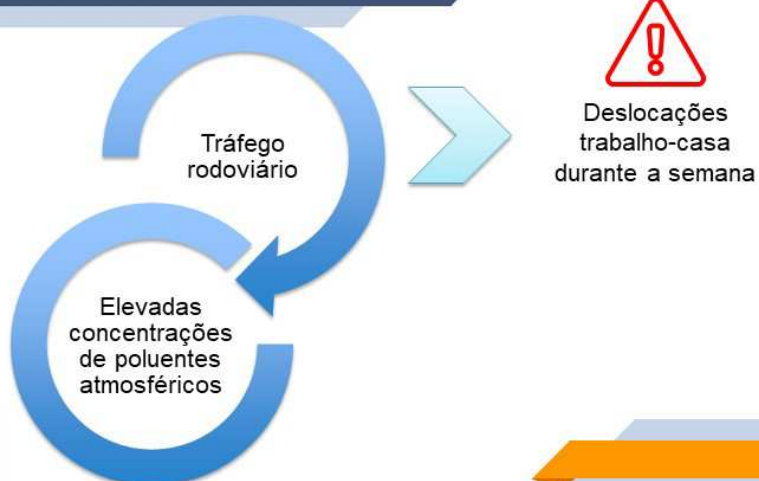 Tráfego
rodoviário
Deslocações
trabalho-casa
durante a semana
Elevadas
concentrações
de poluentes
atmosféricos